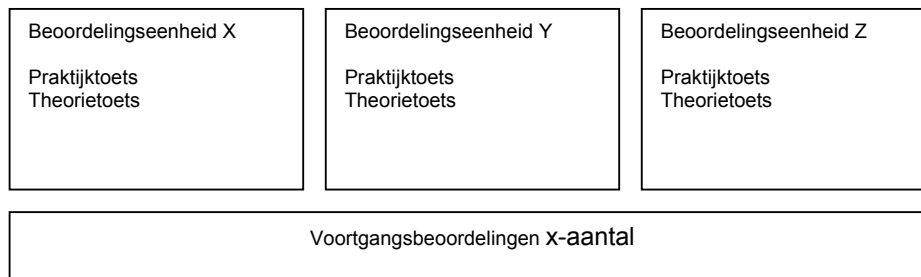 Beoordelingseenheid X
Praktijktoets
Theorietoets
Beoordelingseenheid Y
Praktijktoets
Theorietoets
Beoordelingseenheid Z
Praktijktoets
Theorietoets
Voortgangsbeoordelingen x-aantal